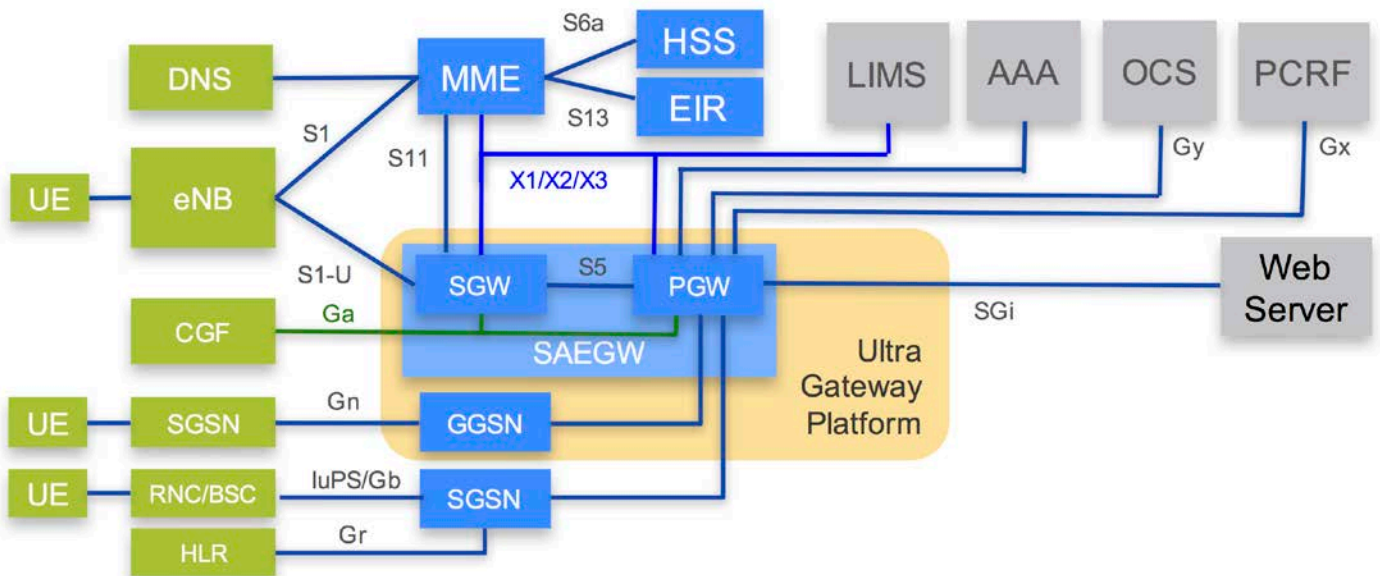 S6a
HSS
DNS
MME
EIR
LIMS
AAA
OCS
PCRF
S1
S13
S11
Gy
Gx
X1/X2/X3
UE
eNB
S1-U
SGW
S5
PGW
SGi
Web
Server
CGF
Ga
SAEGW
Ultra
Gateway
Platform
UE
SGSN
Gn
GGSN
UE
RNC/BSC
IuPS/Gb
SGSN
HLR
Gr